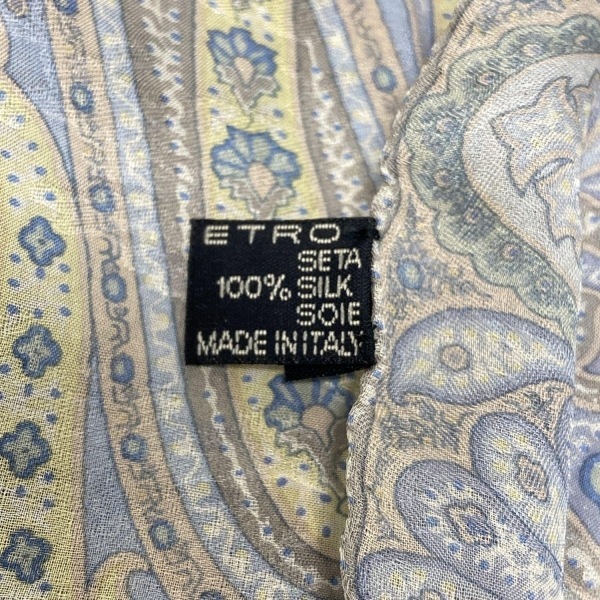 ETRO
SETA
100% SILK
SOIE
MADE IN ITALY